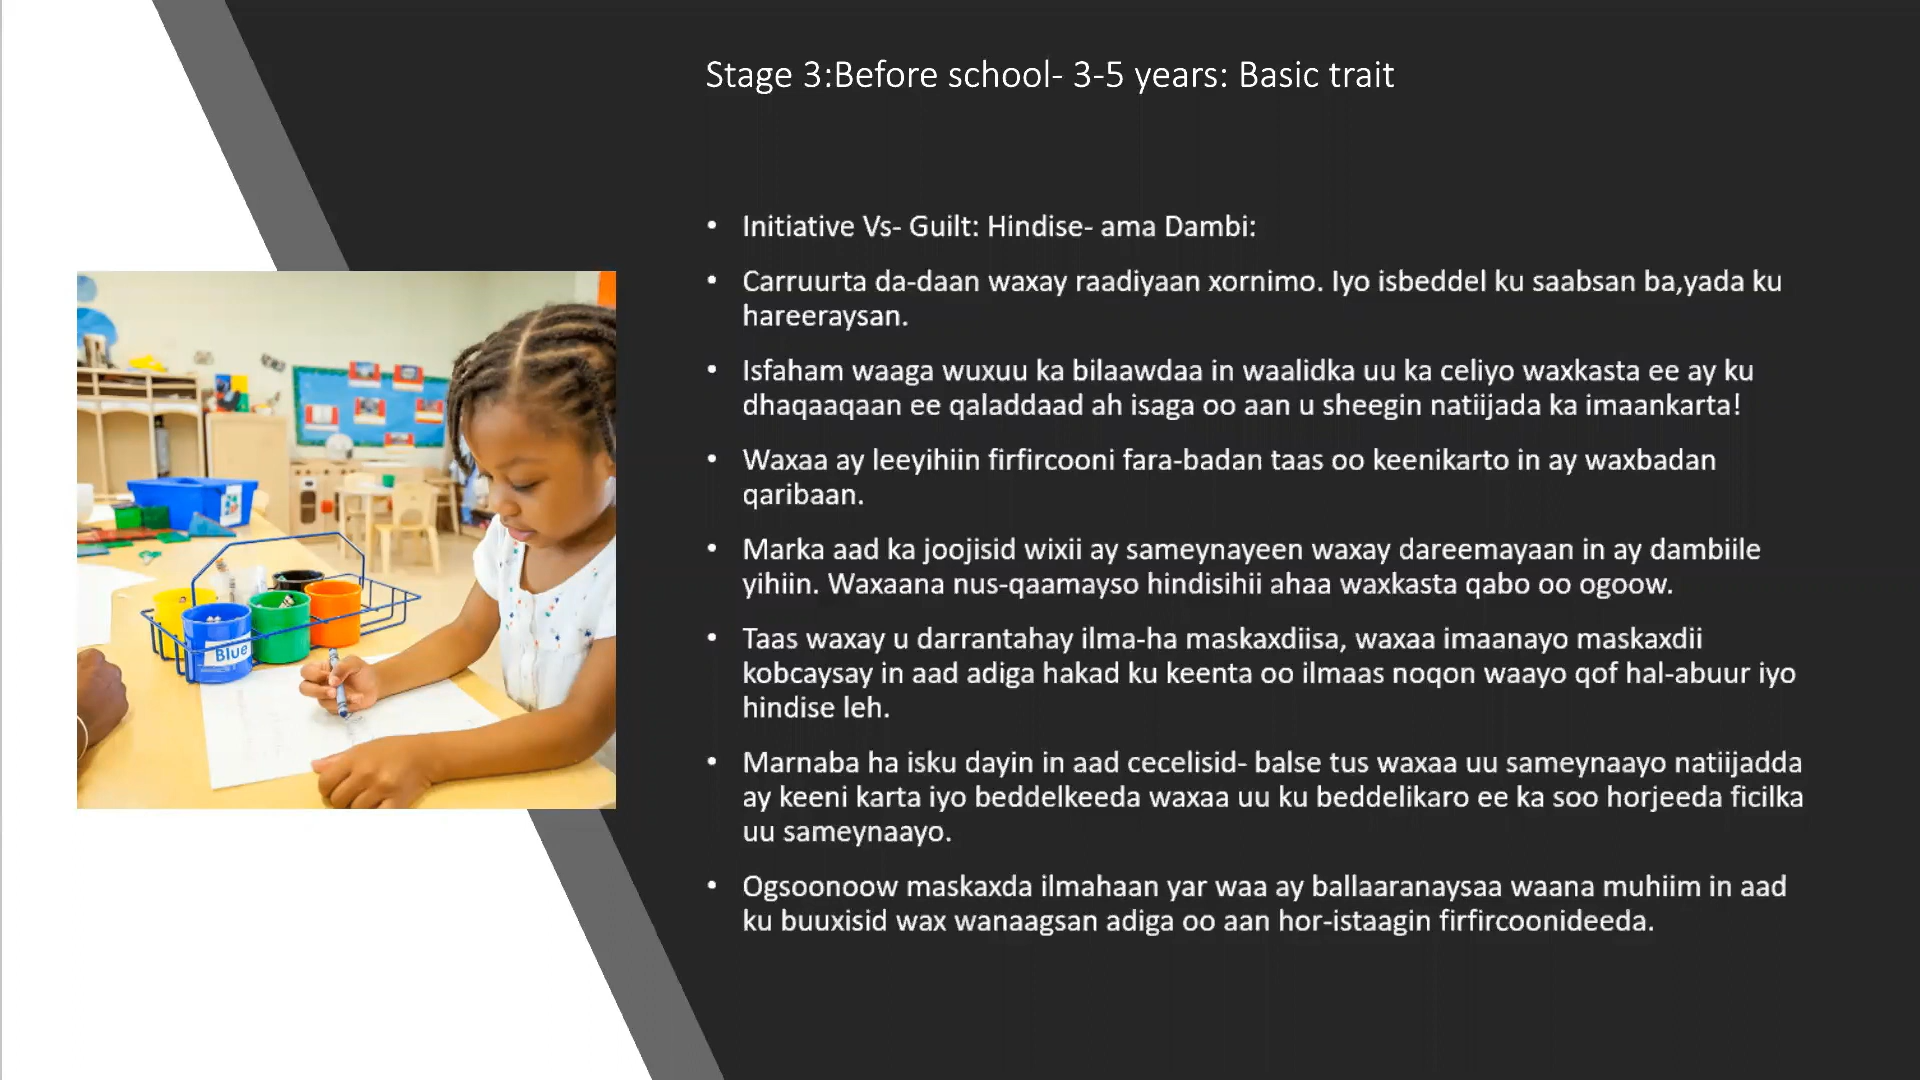 Stage 3:Before school- 3-5 years: Basic trait
• Initiative Vs- Guilt: Hindise- ama Dambi:
• Carruurta da-daan waxay raadiyaan xornimo. Iyo isbeddel ku saabsan ba,yada ku
hareeraysan.
• Isfaham waaga wuxuu ka bilaawdaa in waalidka uu ka celiyo waxkasta ee ay ku
dhaqaaqaan ee qaladdaad ah isaga oo aan u sheegin natiijada ka imaankarta!
• Waxaa ay leeyihiin firfircooni fara-badan taas oo keenikarto in ay waxbadan
qaribaan.
• Marka aad ka joojisid wixii ay sameynayeen waxay dareemayaan in ay dambiile
yihiin. Waxaana nus-qaamayso hindisihii ahaa waxkasta qabo oo ogoow.
• Taas waxay u darrantahay ilma-ha maskaxdiisa, waxaa imaanayo maskaxdii
kobcaysay in aad adiga hakad ku keenta oo ilmaas noqon waayo qof hal-abuur iyo
hindise leh.
• Marnaba ha isku dayin in aad cecelisid- balse tus waxaa uu sameynaayo natiijadda
ay keeni karta iyo beddelkeeda waxaa uu ku beddelikaro ee ka soo horjeeda ficilka
uu sameynaayo.
• Ogsoonoow maskaxda ilmahaan yar waa ay ballaaranaysaa waana muhiim in aad
ku buuxisid wax wanaagsan adiga oo aan hor-istaagin firfircoonideeda.
Blue